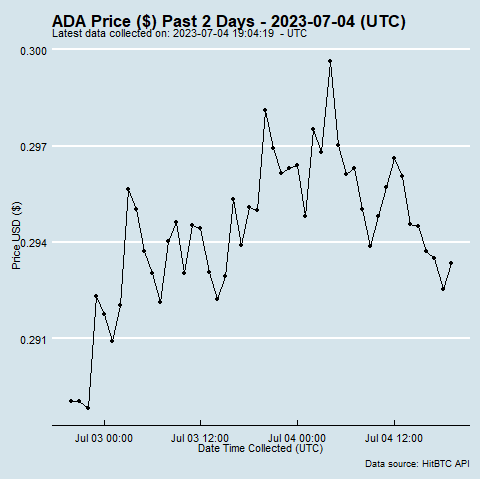 ADA Price ($) Past 2 Days - 2023-07-04 (UTC)
Latest data collected on: 2023-07-04 19:04:19  - UTC
0.300
0.297
0.294
0.291
Price USD ($)
Jul 03 00:00
Jul 03 12:00
Jul 04 00:00
Jul 04 12:00
Date Time Collected (UTC)
Data source: HitBTC API